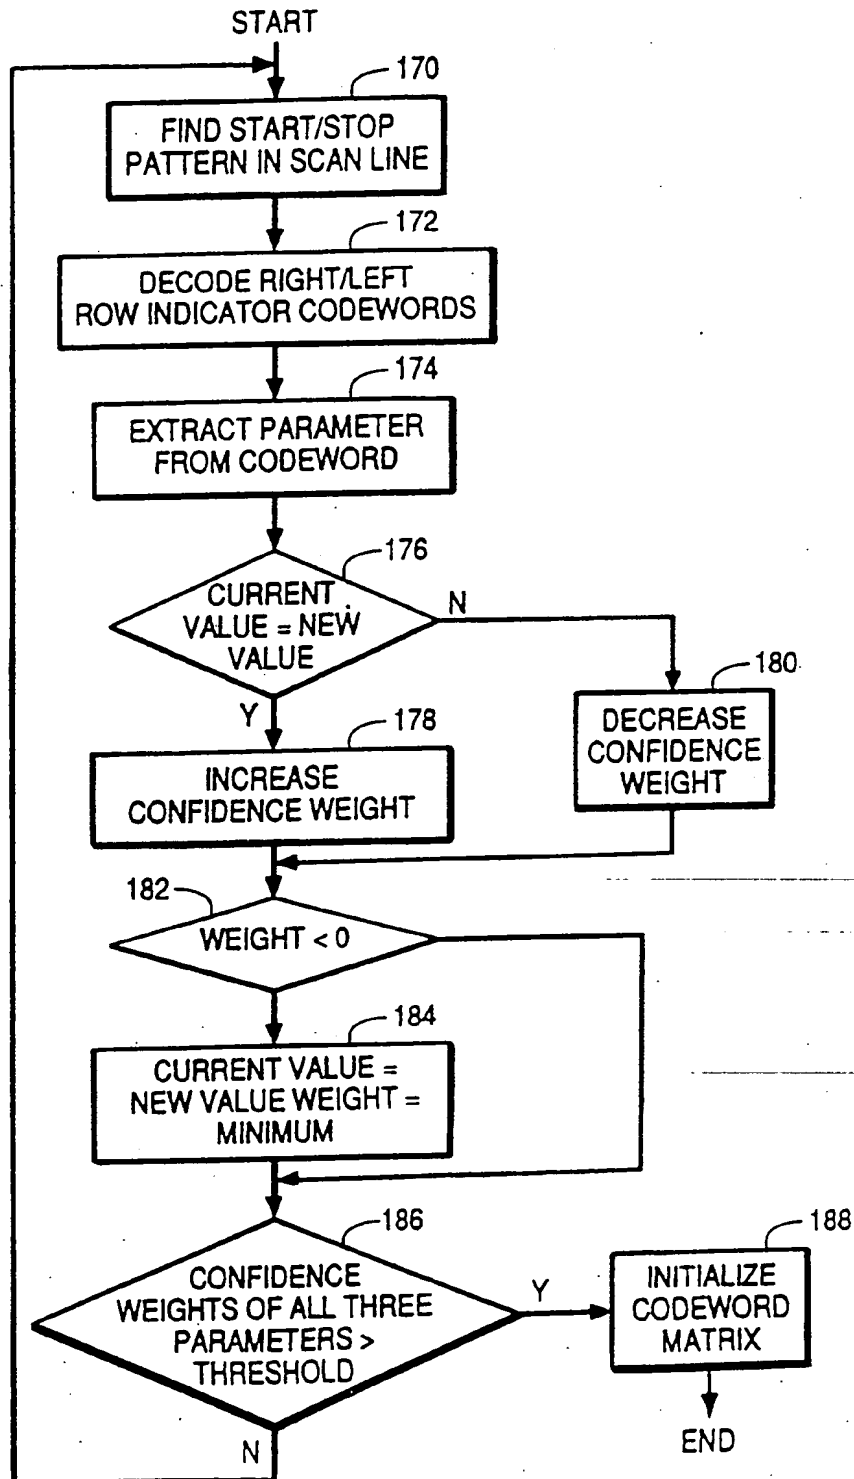 START
170
FIND START/STOP
PATTERN IN SCAN LINE
172
DECODE RIGHT/LEFT
ROW INDICATOR CODEWORDS
174
EXTRACT PARAMETER
FROM CODEWORD
176
CURRENT
VALUE = NEW
VALUE
N
Y
180
DECREASE
CONFIDENCE
WEIGHT
178
INCREASE
CONFIDENCE WEIGHT
182
WEIGHT < 0
184
CURRENT VALUE =
NEW VALUE WEIGHT =
MINIMUM
186
CONFIDENCE
WEIGHTS OF ALL THREE
PARAMETERS >
THRESHOLD
Y
N
188
INITIALIZE
CODEWORD
MATRIX
END